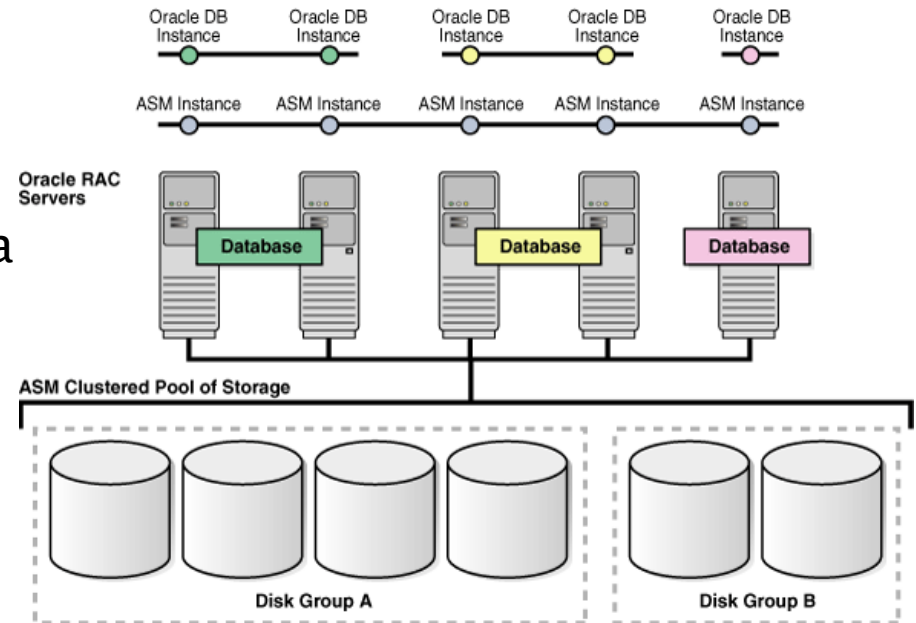 Oracle DB
Instance
Oracle DB
Instance
Oracle DB
Instance
Oracle DB
Instance
Oracle DB
Instance
ASM Instance
ASM Instance
ASM Instance
ASM Instance
ASM Instance
Oracle RAC
Servers
a
Database
Database
Database
ASM Clustered Pool of Storage
Disk Group A
Disk Group B